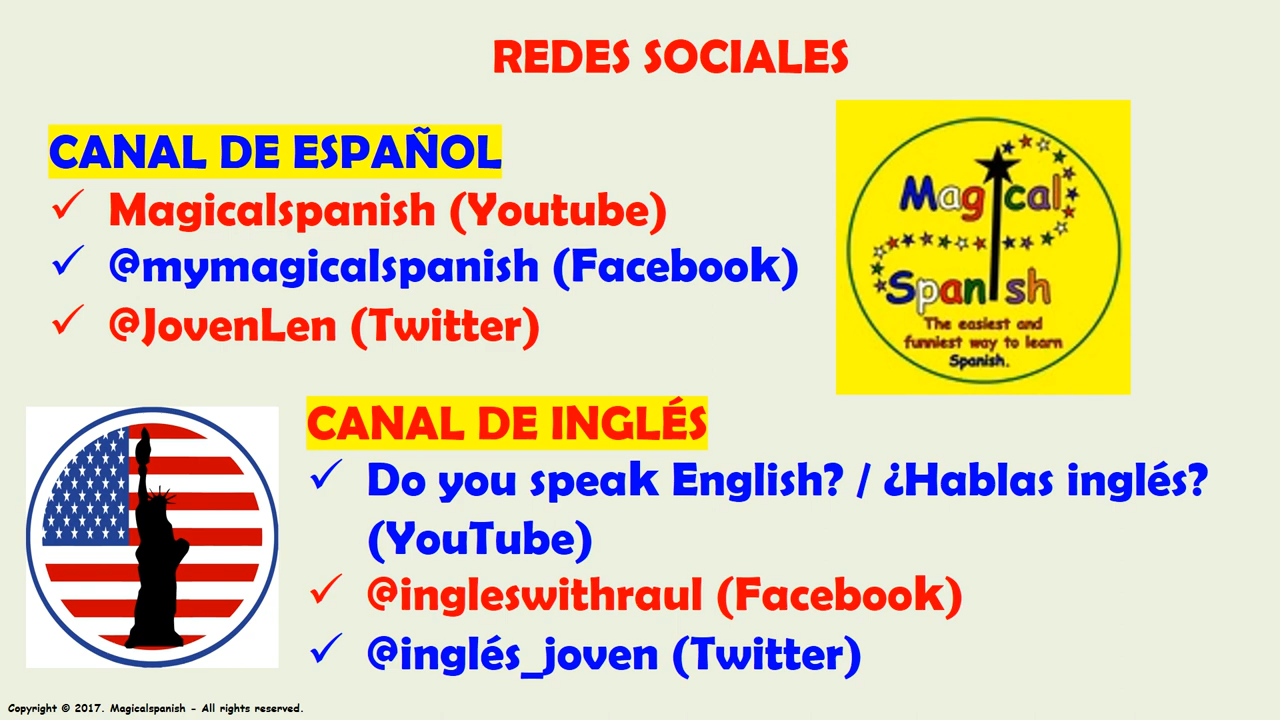 REDES SOCIALES
CANAL DE ESPAÑOL
Magicalspanish (Youtube)
@mymagicalspanish (Facebook)
@JovenLen (Twitter)
Magical
Spanish
The easiest and
funniest way to learn
Spanish.
CANAL DE INGLÉS
Do you speak English? / ¿Hablas inglés?
(YouTube)
@ingleswithraul (Facebook)
@inglés_joven (Twitter)
Copyright © 2017. Magicalspanish - All rights reserved.